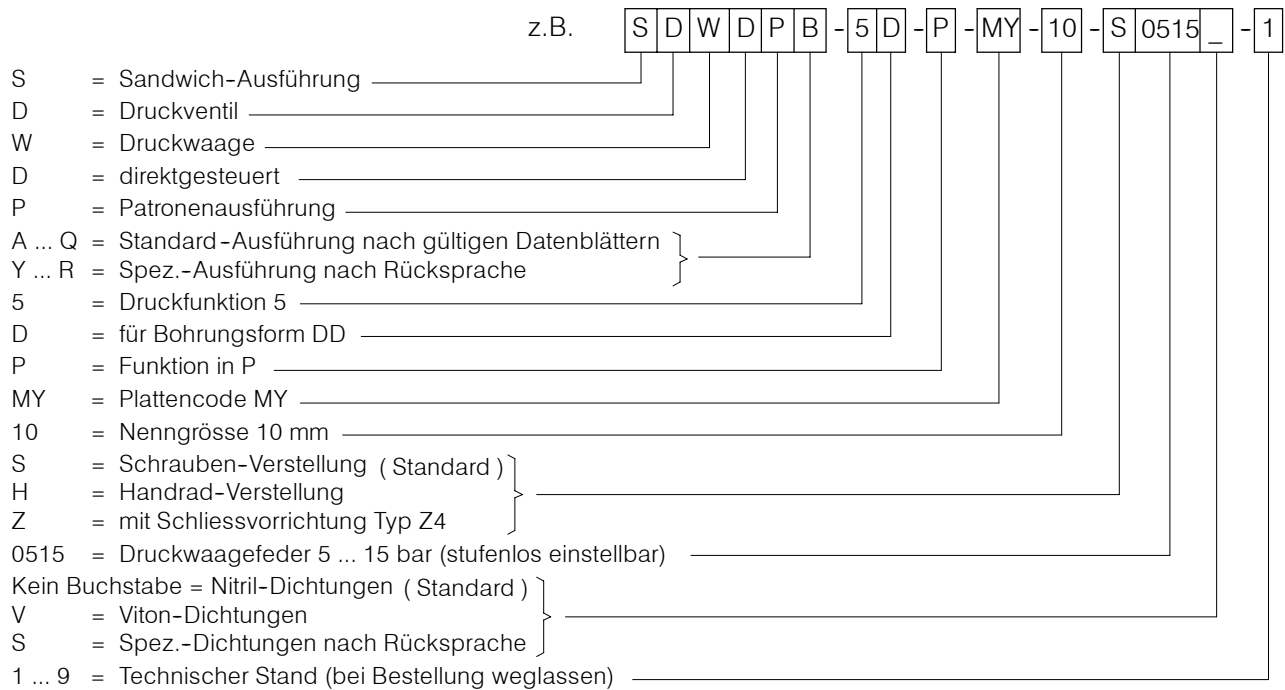 z.B. SDWDPB-5D-P-MY-10-S0515_-1
S = Sandwich-Ausführung
D = Druckventil
W = Druckwaage
D = direktgesteuert
P = Patronenausführung
A ... Q = Standard-Ausführung nach gültigen Datenblättern
Y ... R = Spez.-Ausführung nach Rücksprache
5 = Druckfunktion 5
D = für Bohrungsform DD
P = Funktion in P
MY = Plattencode MY
10 = Nenngrösse 10 mm
S = Schrauben-Verstellung ( Standard )
H = Handrad-Verstellung
Z = mit Schliessvorrichtung Typ Z4
0515 = Druckwaagefeder 5 ... 15 bar (stufenlos einstellbar)
Kein Buchstabe = Nitril-Dichtungen ( Standard )
V = Viton-Dichtungen
S = Spez.-Dichtungen nach Rücksprache
1 ... 9 = Technischer Stand (bei Bestellung weglassen)